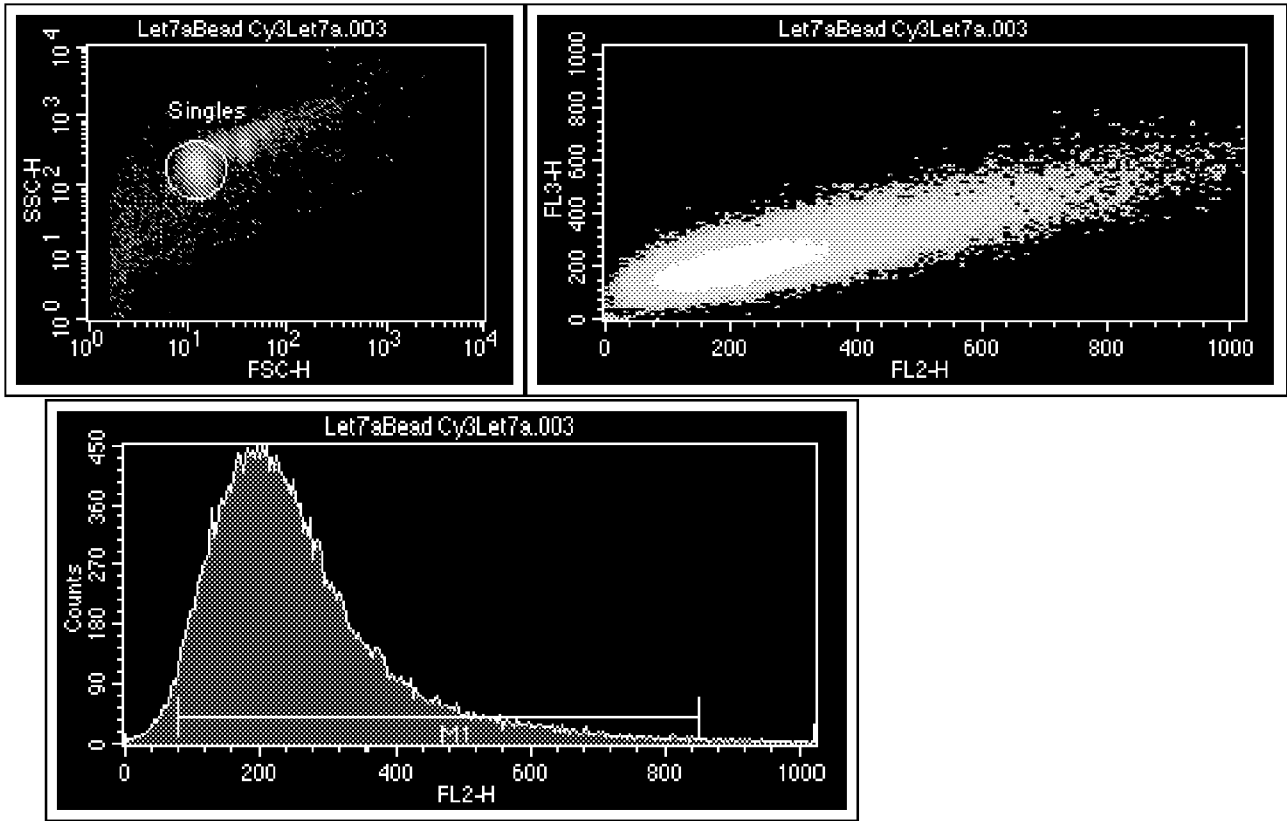 Let7aBead Cy3Let7a.003
Singles
SSC-H
10^0 10^1 10^2 10^3 10^4
10^0 10^1 10^2 10^3 10^4
FSC-H
Let7aBead Cy3Let7a.003
FL3-H
0 200 400 600 800 1000
0 200 400 600 800 1000
FL2-H
Let7aBead Cy3Let7a.003
Counts
0 90 180 270 360 450
M1
0 200 400 600 800 1000
FL2-H